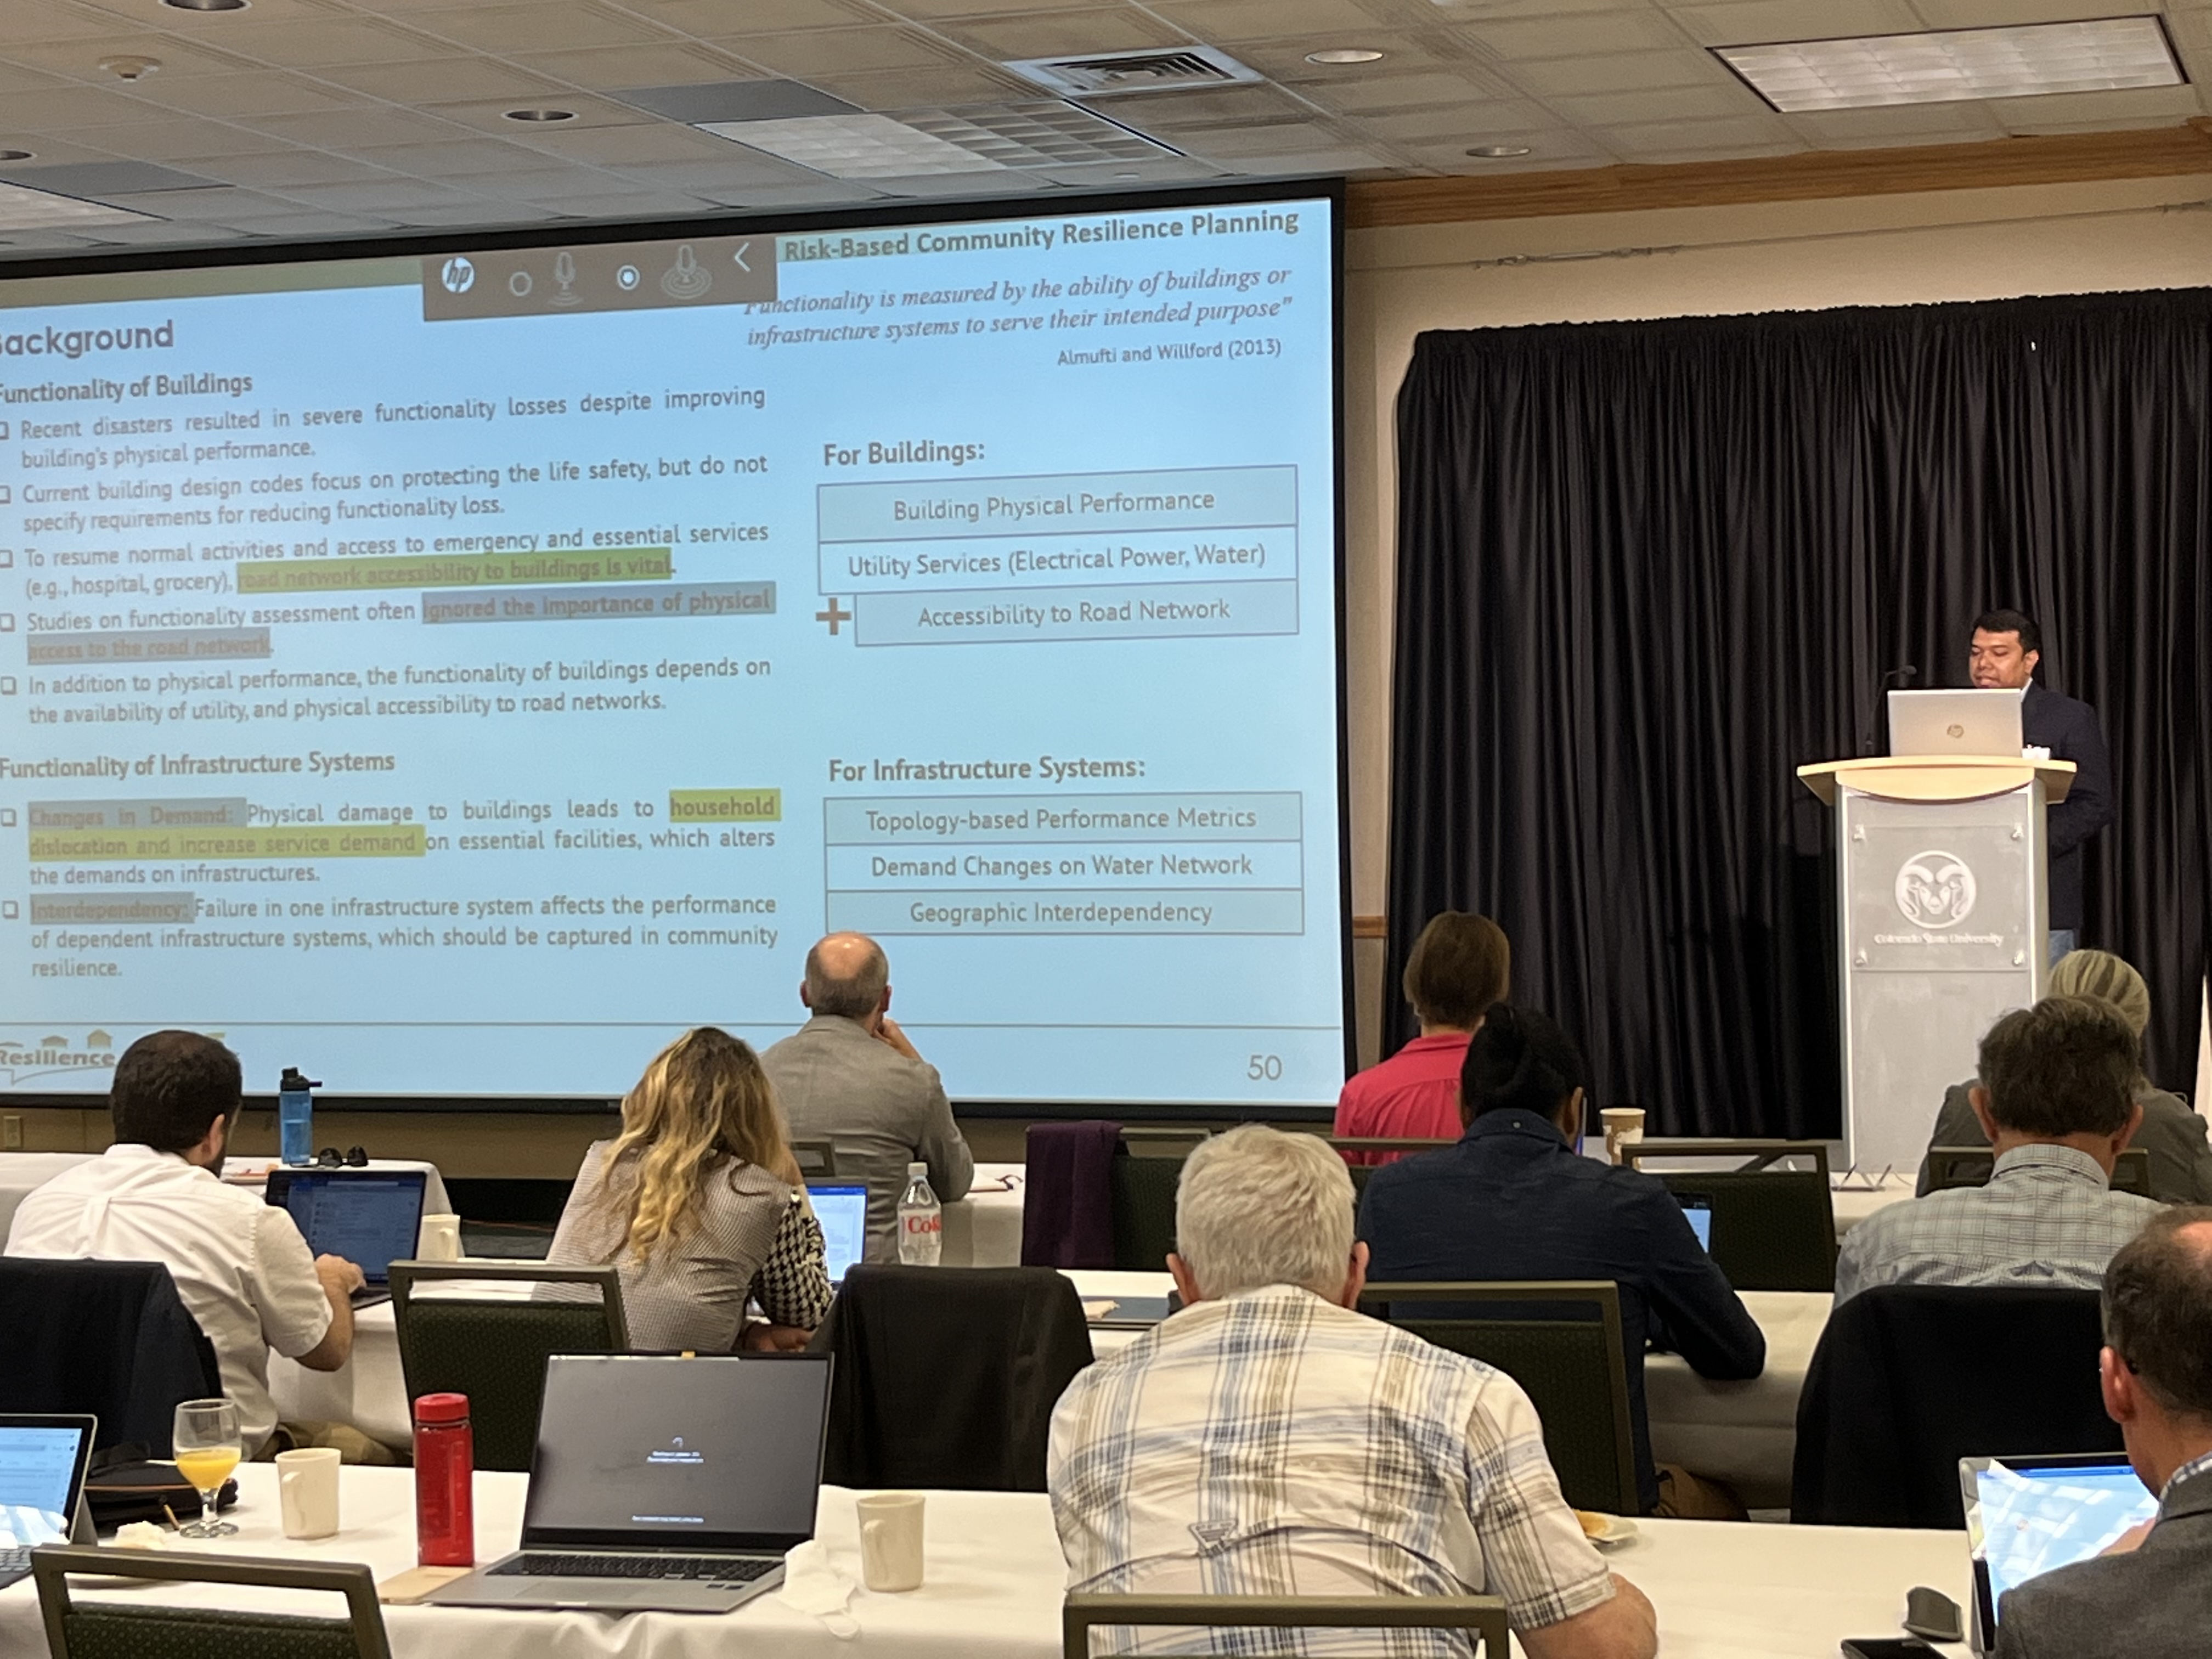 Risk-Based Community Resilience Planning
hp
Functionality is measured by the ability of buildings or
infrastructure systems to serve their intended purpose"
Almufti and Willford (2013)
Background
Functionality of Buildings
Recent disasters resulted in severe functionality losses despite improving
building's physical performance.
Current building design codes focus on protecting the life safety, but do not
specify requirements for reducing functionality loss.
To resume normal activities and access to emergency and essential services
(e.g., hospital, grocery), road network accessibility to buildings is vital.
Studies on functionality assessment often ignored the importance of physical
access to the road network.
In addition to physical performance, the functionality of buildings depends on
the availability of utility, and physical accessibility to road networks.
Functionality of Infrastructure Systems
Changes in Demand: Physical damage to buildings leads to household
dislocation and increase service demand on essential facilities, which alters
the demands on infrastructures.
Interdependency: Failure in one infrastructure system affects the performance
of dependent infrastructure systems, which should be captured in community
resilience.
For Buildings:
Building Physical Performance
Utility Services (Electrical Power, Water)
+ Accessibility to Road Network
For Infrastructure Systems:
Topology-based Performance Metrics
Demand Changes on Water Network
Geographic Interdependency
Resilience
50
hp
Colorado State University
Coke